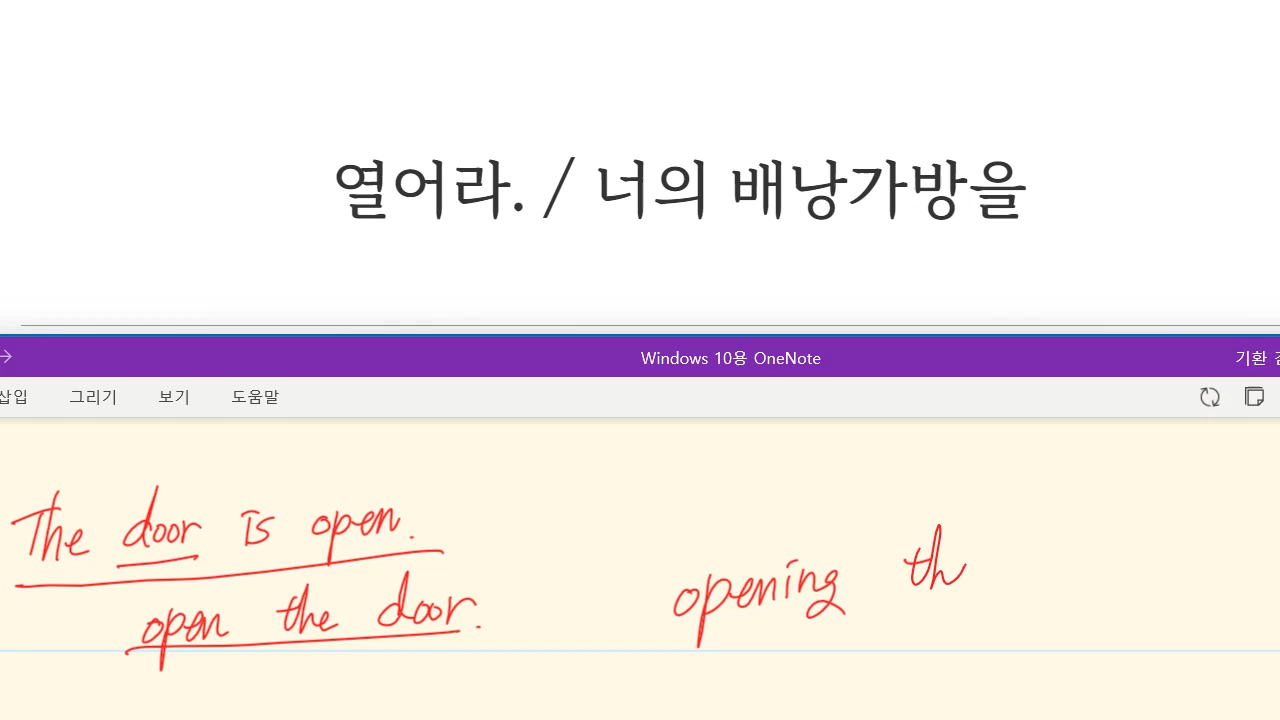 열어라. / 너의 배낭가방을
Windows 10용 OneNote 기환
삽입 그리기 보기 도움말
The door is open.
open the door.
opening th